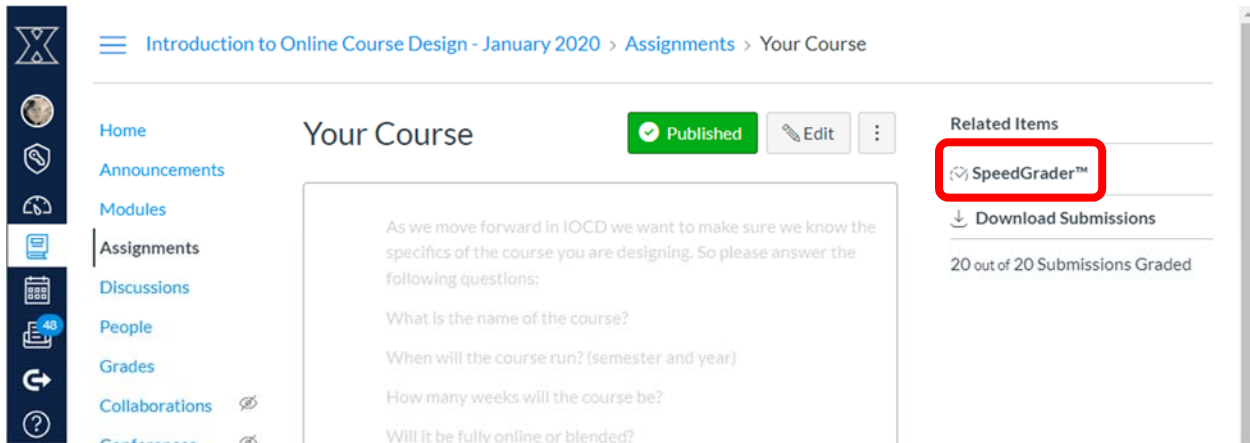 Introduction to Online Course Design - January 2020 > Assignments > Your Course
Home
Announcements
Modules
Assignments
Discussions
People
Grades
Collaborations
Conferences
48
Your Course
Published
Edit
As we move forward in IOCD we want to make sure we know the
specifics of the course you are designing. So please answer the
following questions:
What is the name of the course?
When will the course run? (semester and year)
How many weeks will the course be?
Will it be fully online or blended?
Related Items
SpeedGrader™
Download Submissions
20 out of 20 Submissions Graded